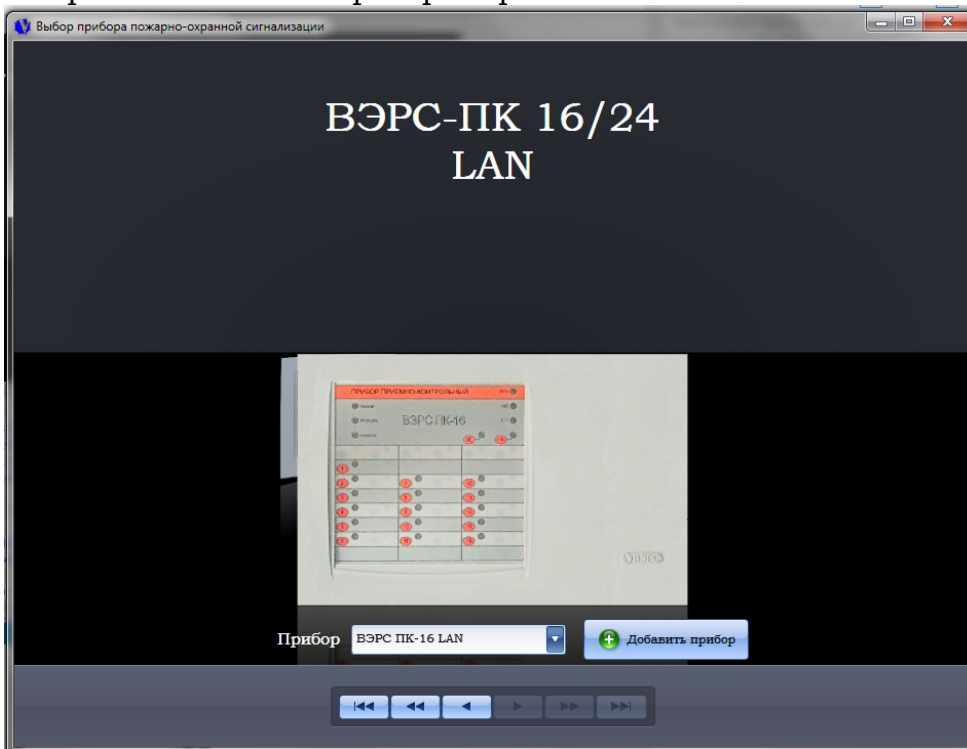 Выбор прибора пожарно-охранной сигнализации
ВЭРС-ПК 16/24
LAN
ПРИБОР ПРИЕМНО-КОНТРОЛЬНЫЙ
ВЭРС ПК-16
ВЭРС
Прибор
ВЭРС ПК-16 LAN
Добавить прибор